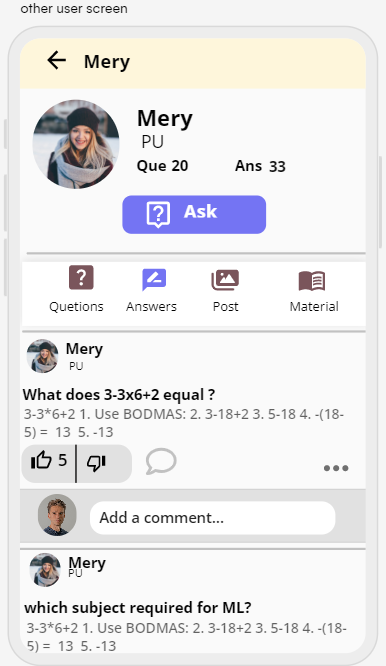 other user screen
Mery
Mery
PU
Que 20 Ans 33
Ask
Quetions Answers Post Material
Mery
PU
What does 3-3x6+2 equal ?
3-3*6+2 1. Use BODMAS: 2. 3-18+2 3. 5-18 4. -(18-
5) = 13 5. -13
5
Add a comment...
Mery
PU
which subject required for ML?
3-3*6+2 1. Use BODMAS: 2. 3-18+2 3. 5-18 4. -(18-
5) = 13 5. -13